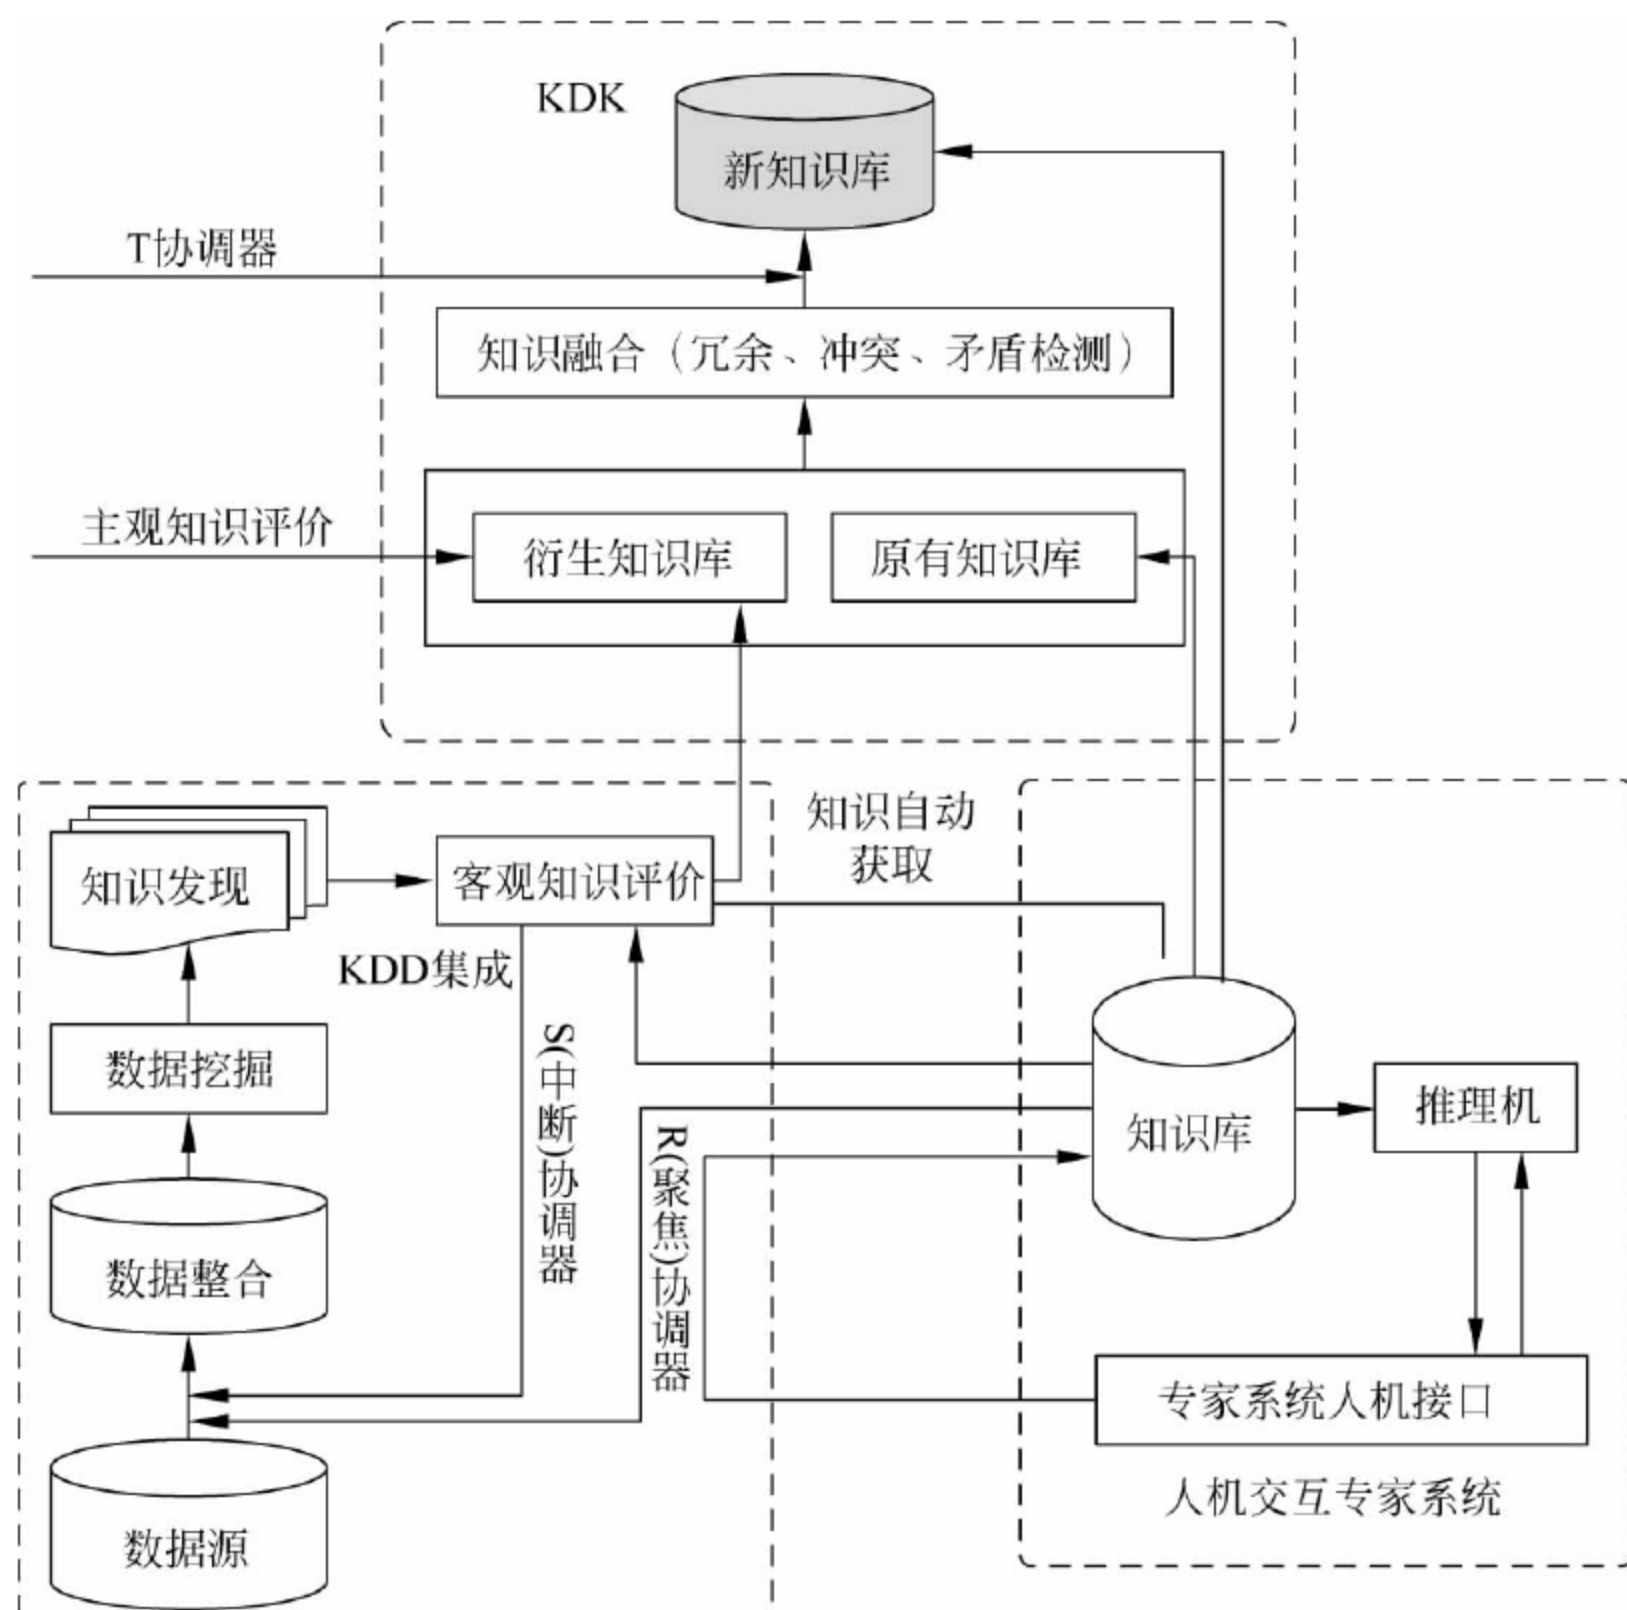 KDK
新知识库
T协调器
知识融合（冗余、冲突、矛盾检测）
主观知识评价
衍生知识库
原有知识库
知识自动
获取
知识发现
客观知识评价
KDD集成
数据挖掘
S(中断)协调器
R(聚焦)协调器
知识库
推理机
数据整合
专家系统人机接口
人机交互专家系统
数据源